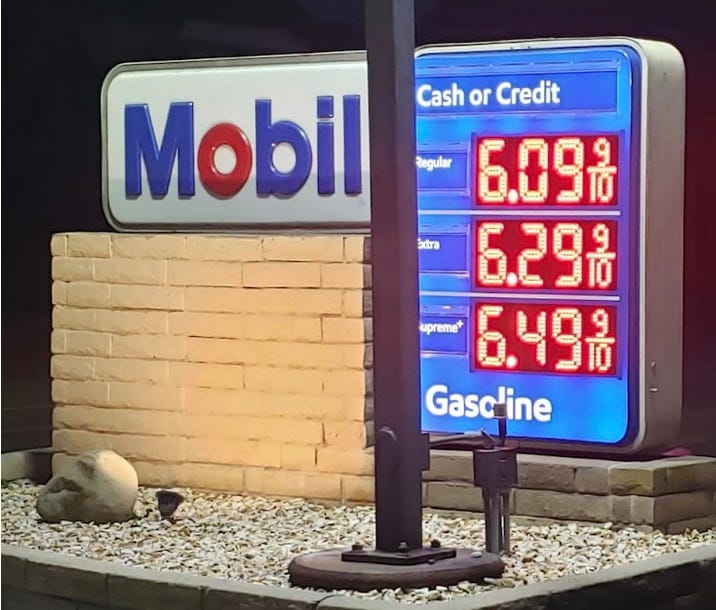 Mobil
Cash or Credit
Regular 6.09 9/10
Extra 6.29 9/10
Supreme+ 6.49 9/10
Gasoline